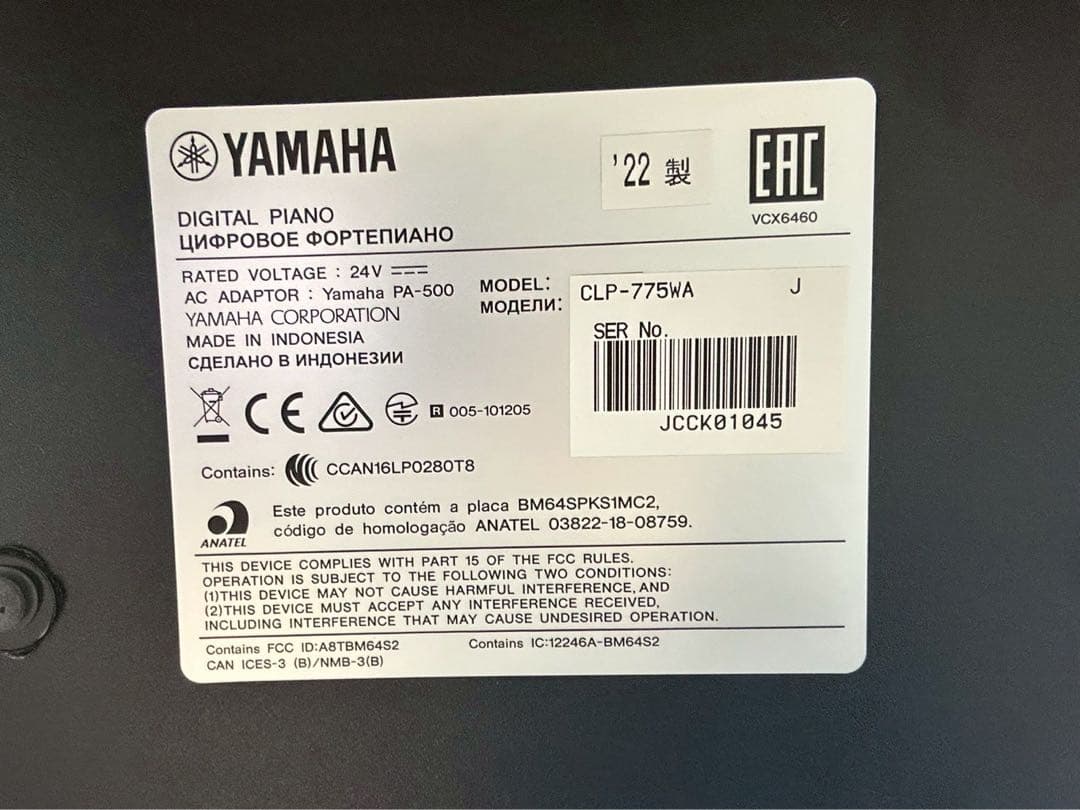 YAMAHA
'22 製
EAC
VCX6460
DIGITAL PIANO
ЦИФРОВОЕ ФОРТЕПИАНО
RATED VOLTAGE : 24V
AC ADAPTOR : Yamaha PA-500
YAMAHA CORPORATION
MADE IN INDONESIA
СДЕЛАНО В ИНДОНЕЗИИ
MODEL:
МОДЕЛИ:
CLP-775WA J
SER No.
JCCK01045
CE
R 005-101205
Contains: CCAN16LP0280T8
ANATEL
Este produto contém a placa BM64SPKS1MC2,
código de homologação ANATEL 03822-18-08759.
THIS DEVICE COMPLIES WITH PART 15 OF THE FCC RULES.
OPERATION IS SUBJECT TO THE FOLLOWING TWO CONDITIONS:
(1)THIS DEVICE MAY NOT CAUSE HARMFUL INTERFERENCE, AND
(2)THIS DEVICE MUST ACCEPT ANY INTERFERENCE RECEIVED,
INCLUDING INTERFERENCE THAT MAY CAUSE UNDESIRED OPERATION.
Contains FCC ID:A8TBM64S2 Contains IC:12246A-BM64S2
CAN ICES-3 (B)/NMB-3(B)